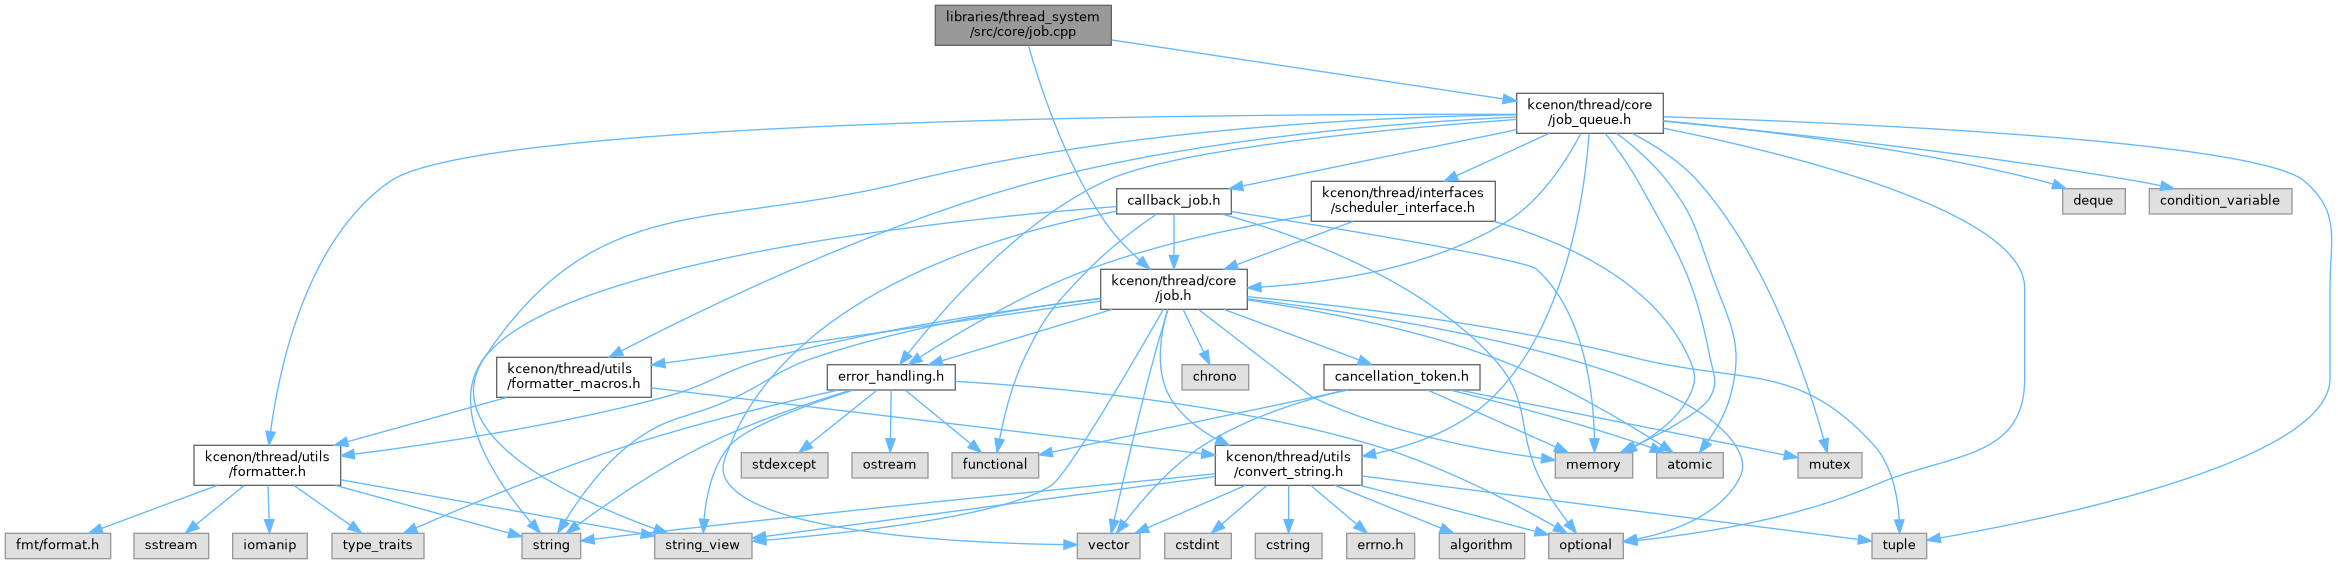 libraries/thread_system
/src/core/job.cpp
kcenon/thread/core
/job_queue.h
callback_job.h
kcenon/thread/interfaces
/scheduler_interface.h
deque
condition_variable
kcenon/thread/core
/job.h
kcenon/thread/utils
/formatter_macros.h
error_handling.h
chrono
cancellation_token.h
kcenon/thread/utils
/formatter.h
stdexcept
ostream
functional
kcenon/thread/utils
/convert_string.h
memory
atomic
mutex
fmt/format.h
sstream
iomanip
type_traits
string
string_view
vector
cstdint
cstring
errno.h
algorithm
optional
tuple